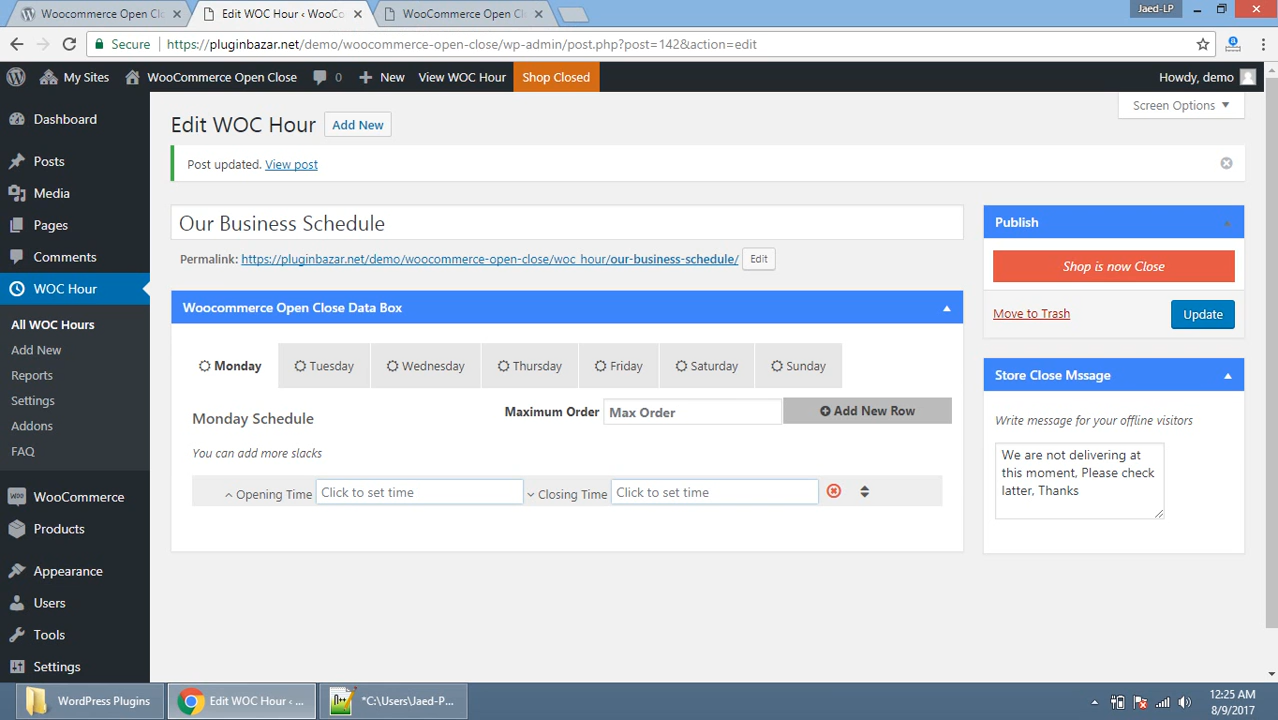 Woocommerce Open Cl
Edit WOC Hour ‹ WooCo
WooCommerce Open Cl
Jaed-LP
Secure
https://pluginbazar.net/demo/woocommerce-open-close/wp-admin/post.php?post=142&action=edit
My Sites
WooCommerce Open Close
0
New
View WOC Hour
Shop Closed
Howdy, demo
Dashboard
Posts
Media
Pages
Comments
WOC Hour
All WOC Hours
Add New
Reports
Settings
Addons
FAQ
WooCommerce
Products
Appearance
Users
Tools
Settings
Screen Options
Edit WOC Hour
Add New
Post updated. View post
Our Business Schedule
Permalink: https://pluginbazar.net/demo/woocommerce-open-close/woc_hour/our-business-schedule/ Edit
Woocommerce Open Close Data Box
Monday
Tuesday
Wednesday
Thursday
Friday
Saturday
Sunday
Monday Schedule
Maximum Order
Max Order
Add New Row
You can add more slacks
Opening Time
Click to set time
Closing Time
Click to set time
Publish
Shop is now Close
Move to Trash
Update
Store Close Mssage
Write message for your offline visitors
We are not delivering at
this moment, Please check
latter, Thanks
WordPress Plugins
Edit WOC Hour ‹ ...
*C:\Users\Jaed-P...
12:25 AM
8/9/2017